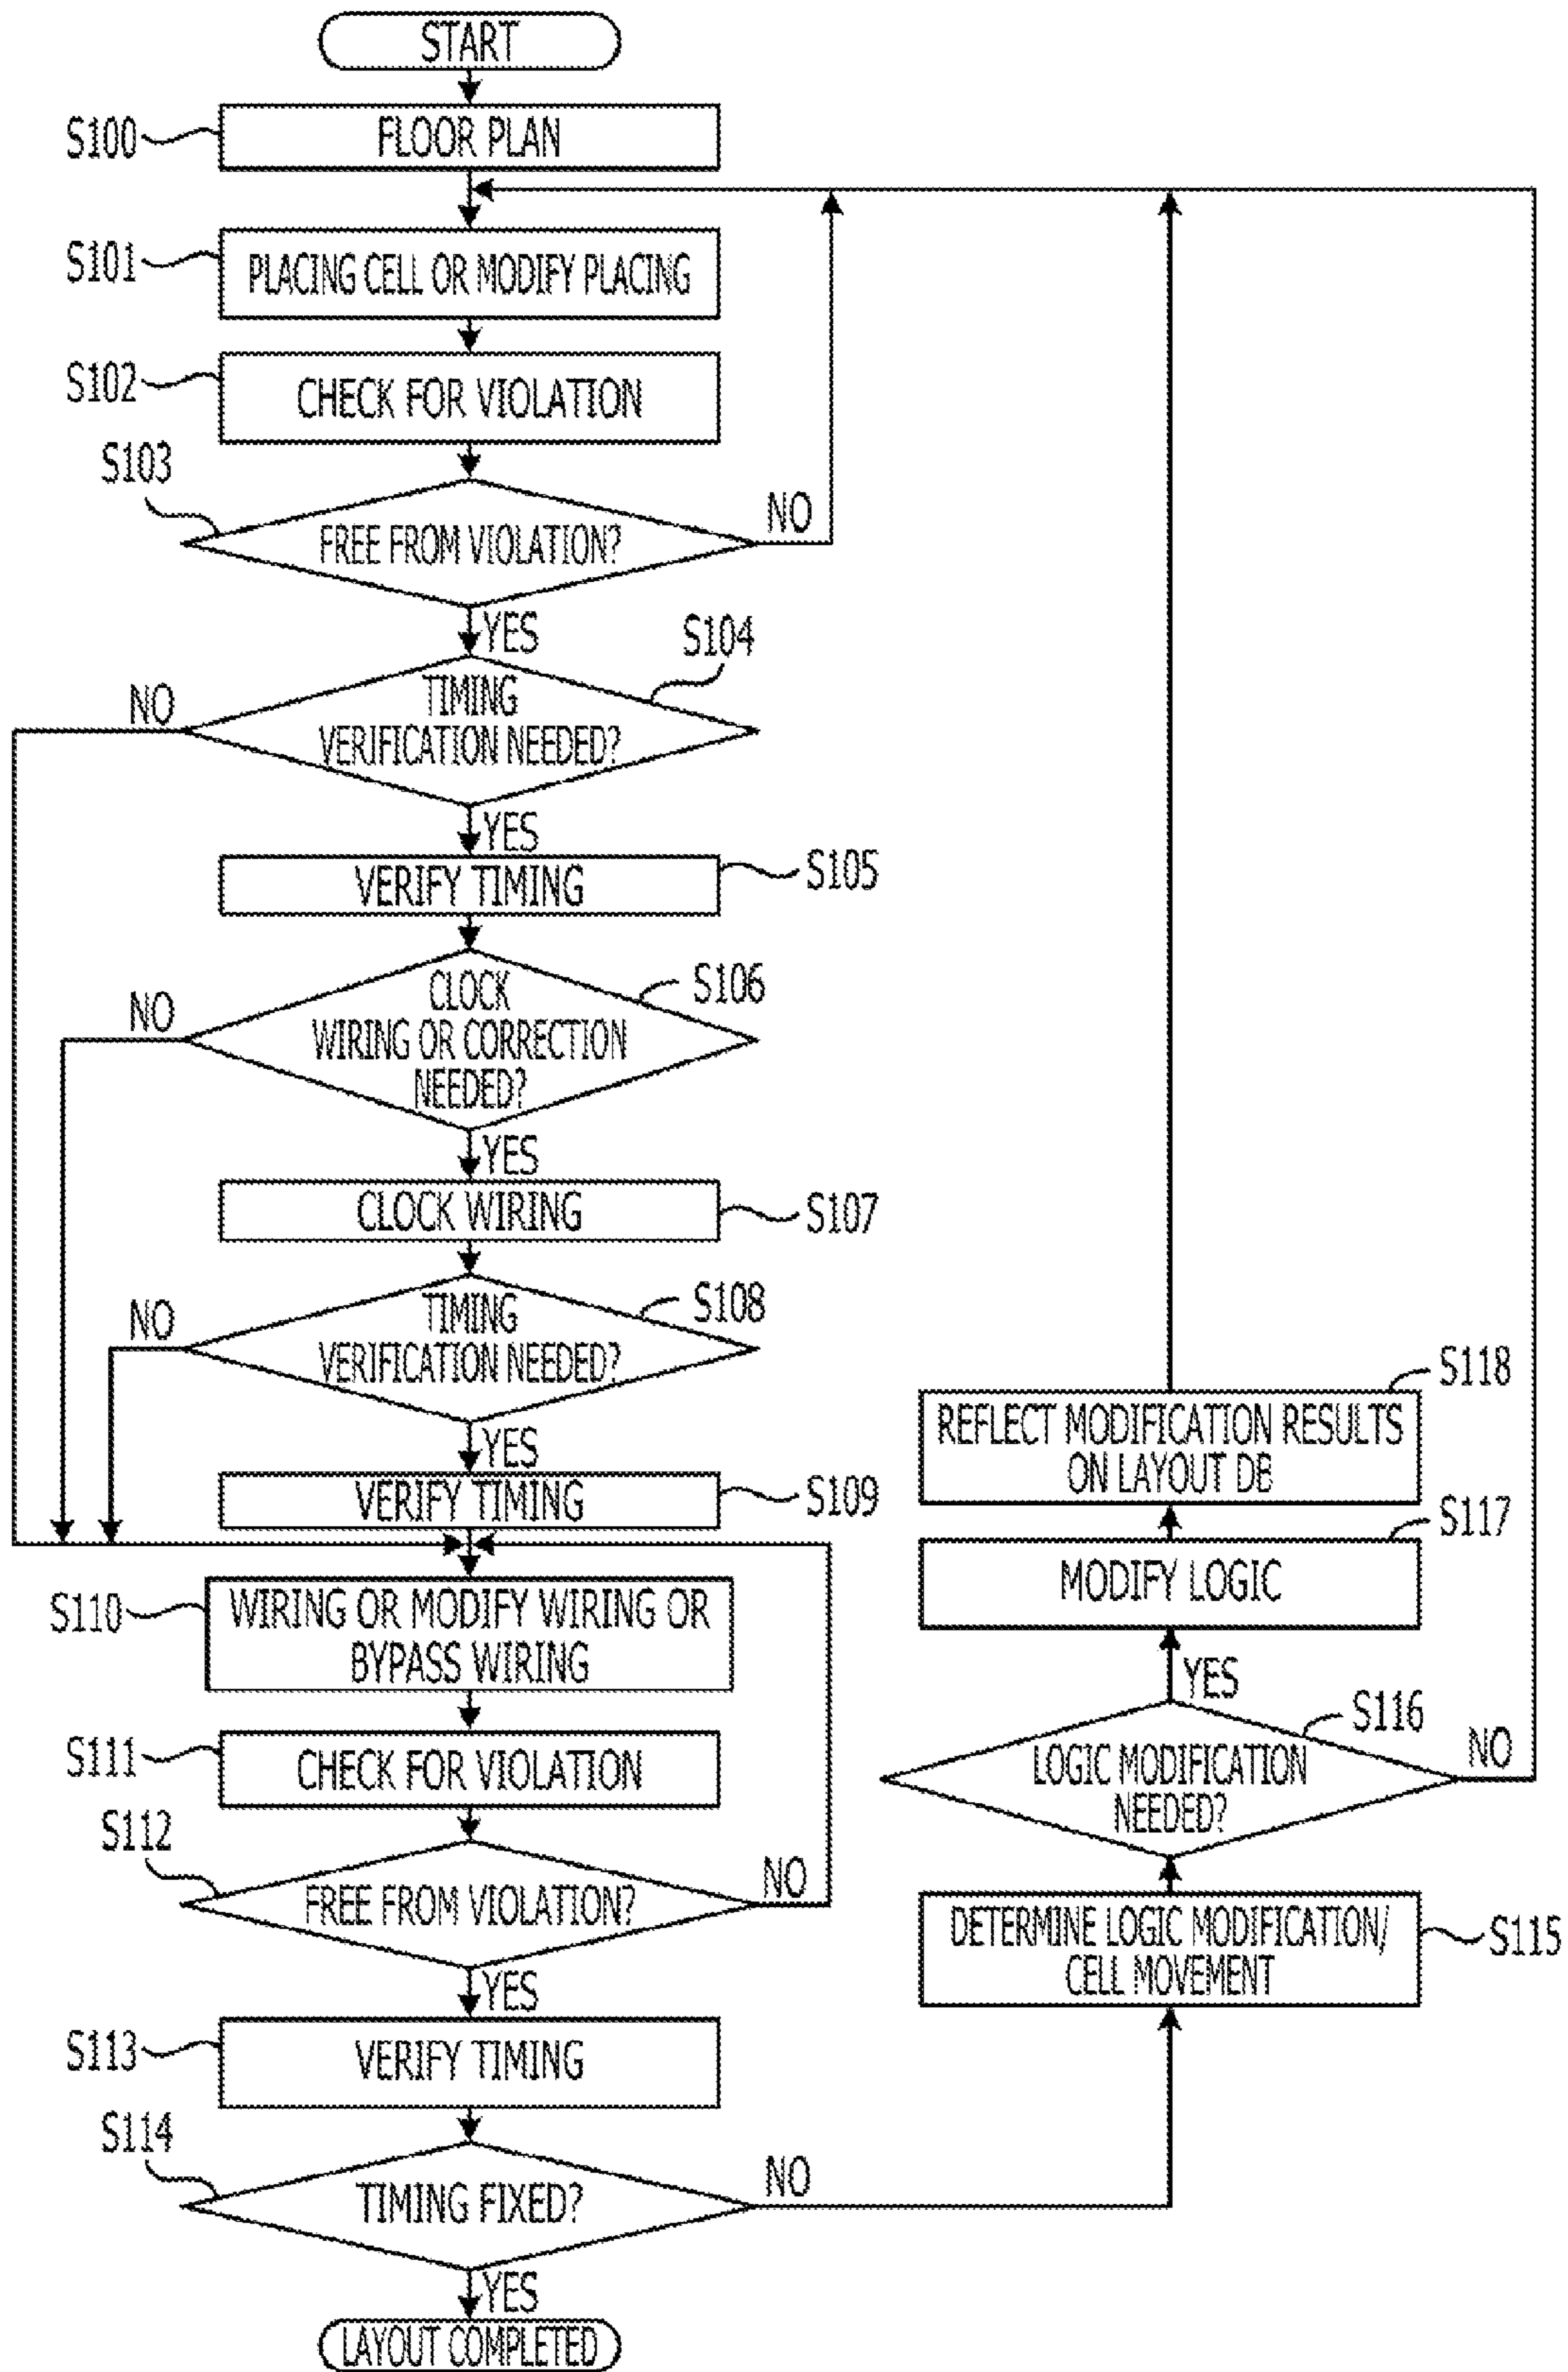 START
S100
FLOOR PLAN
S101
PLACING CELL OR MODIFY PLACING
S102
CHECK FOR VIOLATION
S103
FREE FROM VIOLATION?
NO
YES
S104
NO
TIMING
VERIFICATION NEEDED?
YES
VERIFY TIMING
S105
S106
NO
CLOCK
WIRING OR CORRECTION
NEEDED?
YES
CLOCK WIRING
S107
S108
NO
TIMING
VERIFICATION NEEDED?
YES
VERIFY TIMING
S109
S110
WIRING OR MODIFY WIRING OR
BYPASS WIRING
S111
CHECK FOR VIOLATION
S112
FREE FROM VIOLATION?
NO
YES
S113
VERIFY TIMING
S114
TIMING FIXED?
NO
YES
LAYOUT COMPLETED
S118
REFLECT MODIFICATION RESULTS
ON LAYOUT DB
S117
MODIFY LOGIC
YES
S116
NO
LOGIC MODIFICATION
NEEDED?
DETERMINE LOGIC MODIFICATION/
CELL MOVEMENT
S115